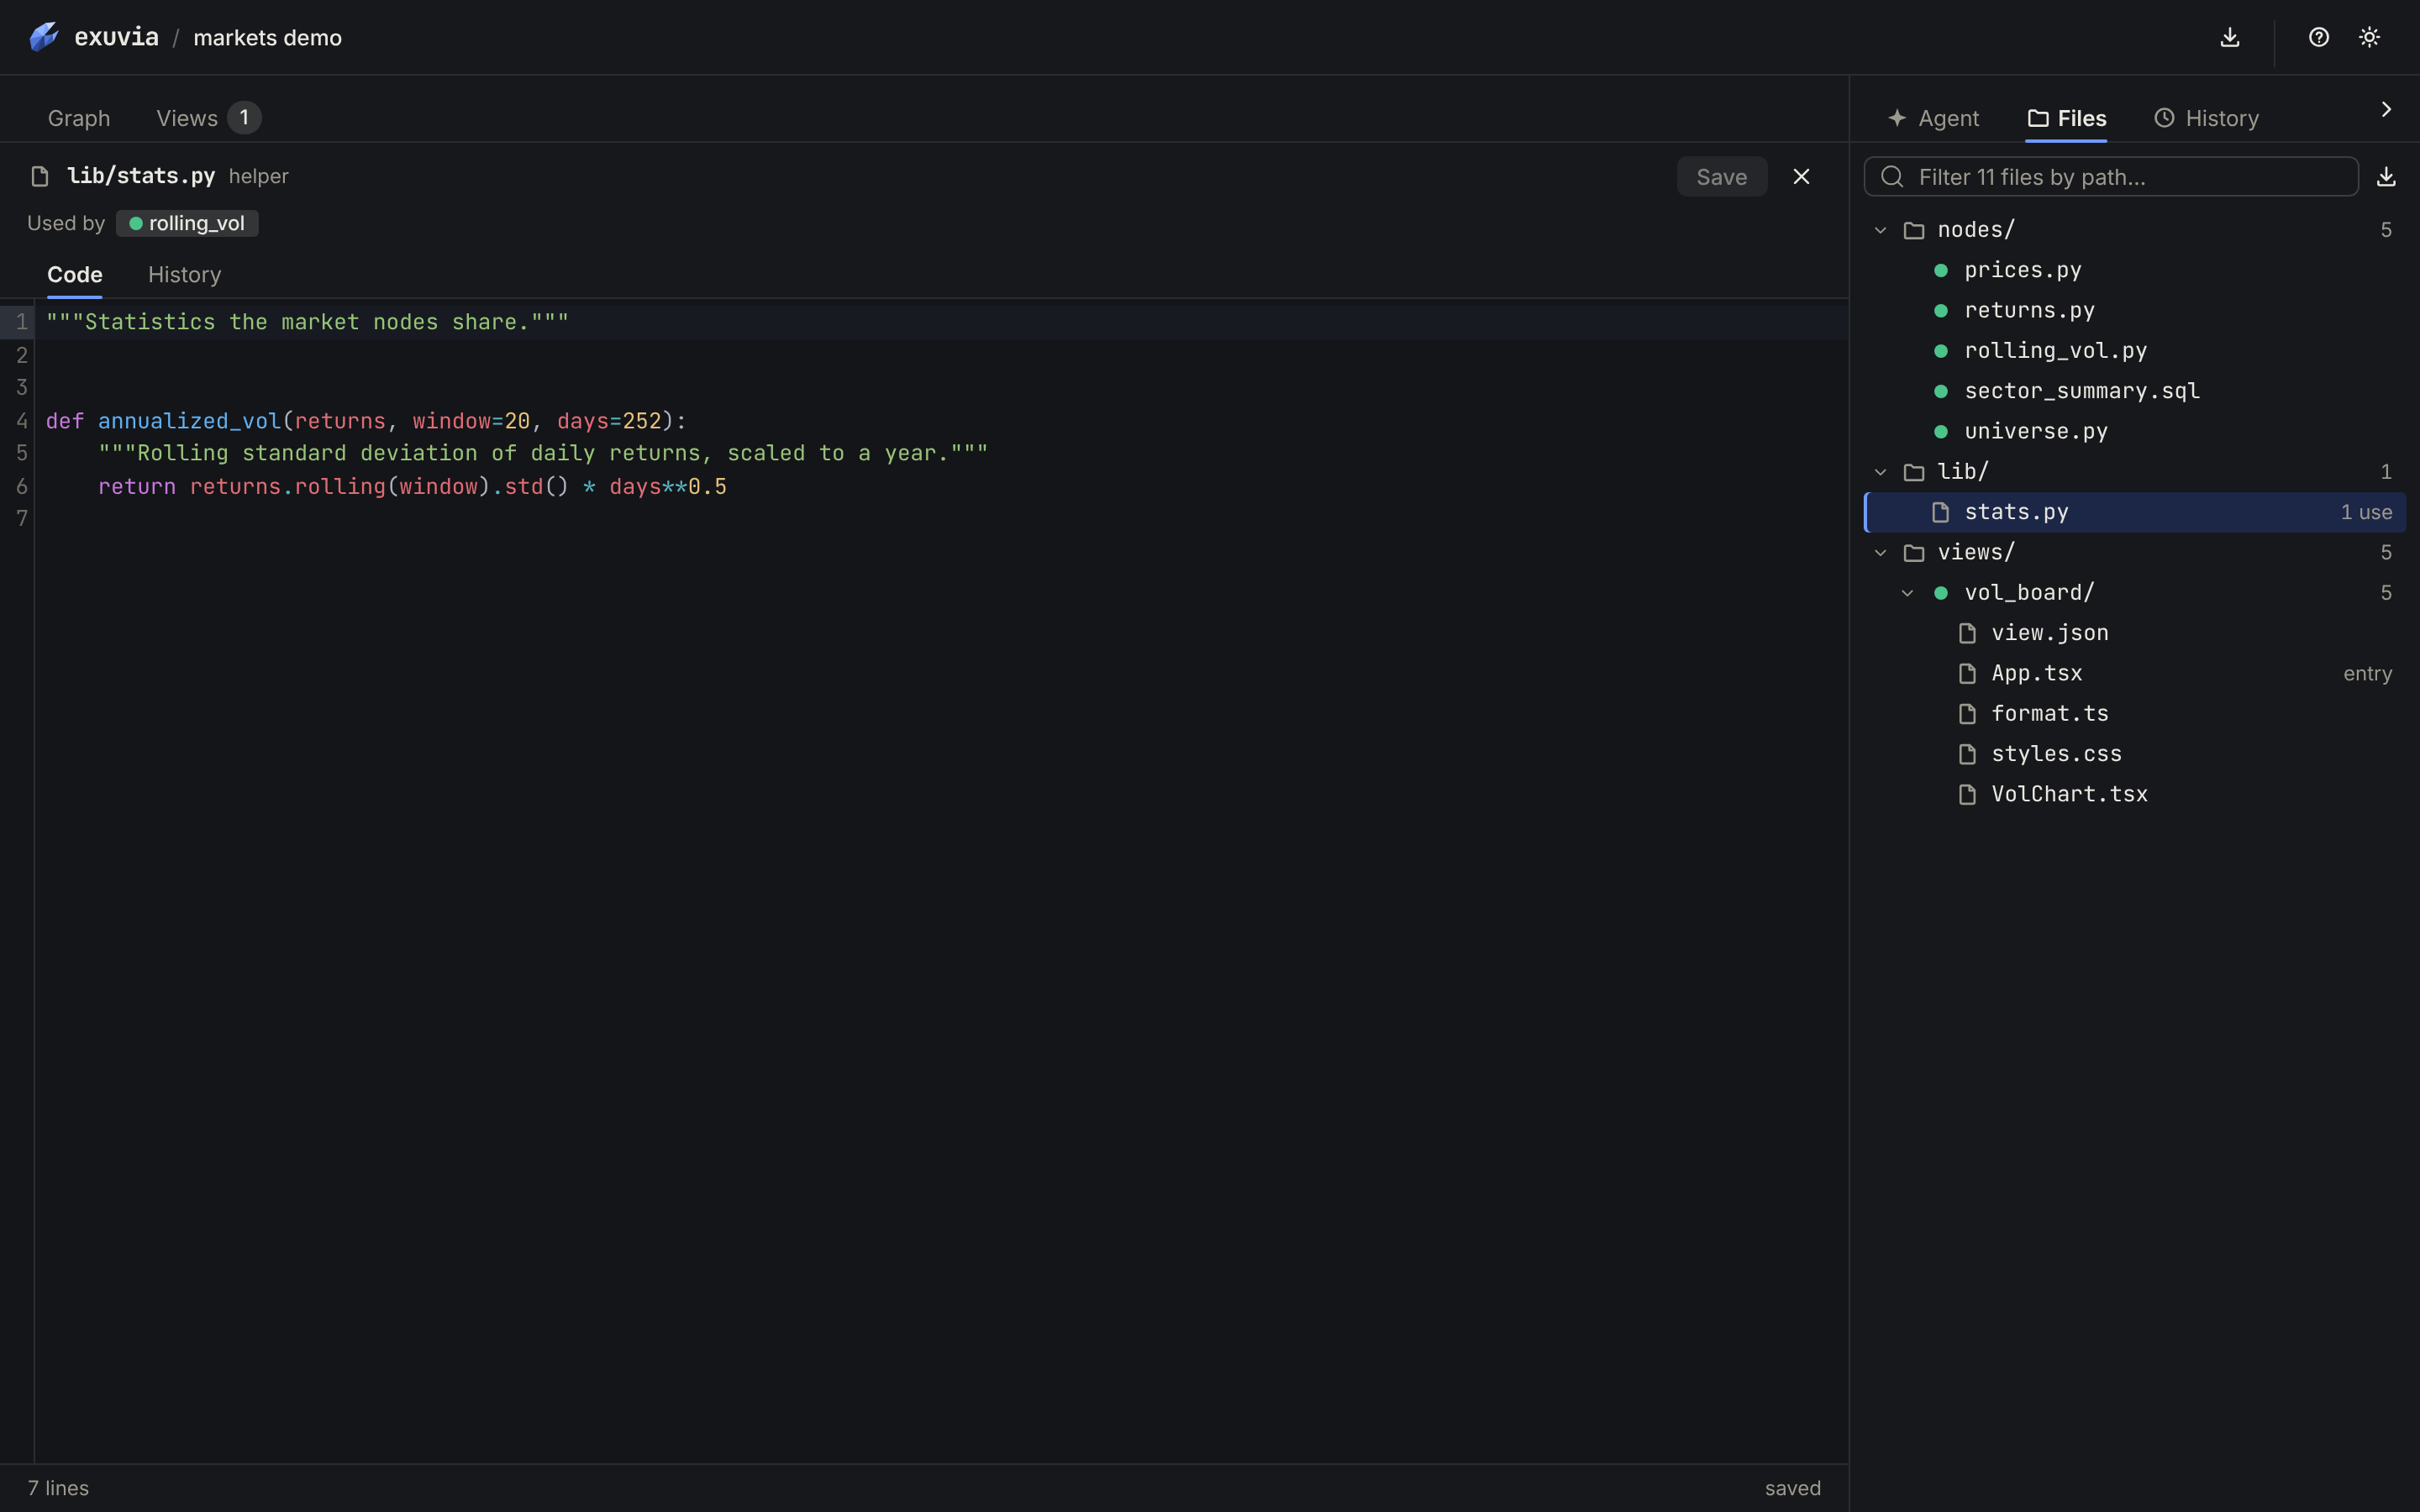 exuvia / markets demo
Graph
Views 1
Agent
Files
History
lib/stats.py helper
Save
Used by rolling_vol
Code
History
1 """Statistics the market nodes share."""
2
3
4 def annualized_vol(returns, window=20, days=252):
5     """Rolling standard deviation of daily returns, scaled to a year."""
6     return returns.rolling(window).std() * days**0.5
7
7 lines
saved
Filter 11 files by path...
nodes/ 5
prices.py
returns.py
rolling_vol.py
sector_summary.sql
universe.py
lib/ 1
stats.py 1 use
views/ 5
vol_board/ 5
view.json
App.tsx entry
format.ts
styles.css
VolChart.tsx